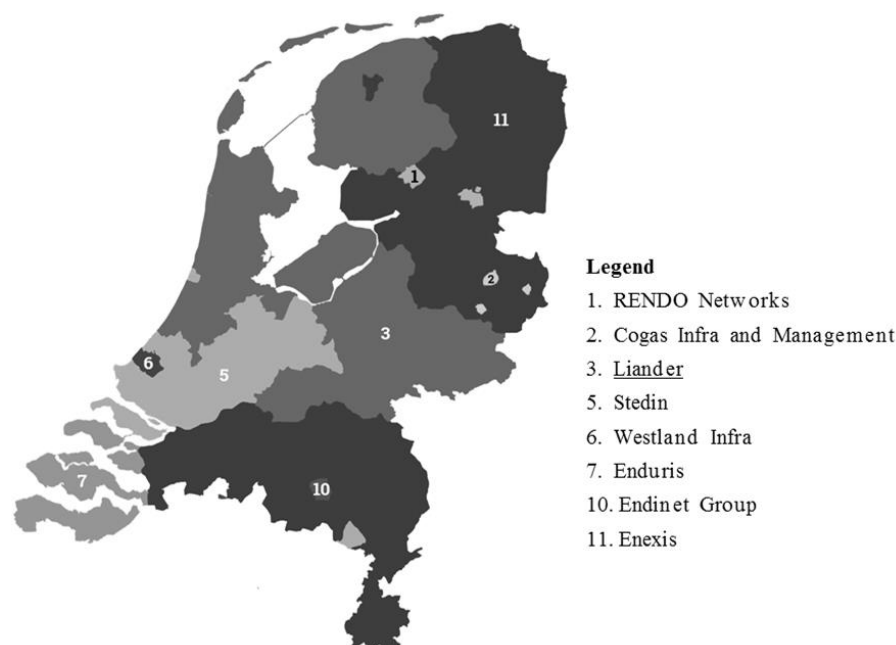 11
1
2
3
6
5
7
10
Legend
1. RENDO Networks
2. Cogas Infra and Management
3. Liander
5. Stedin
6. Westland Infra
7. Enduris
10. Endinet Group
11. Enexis